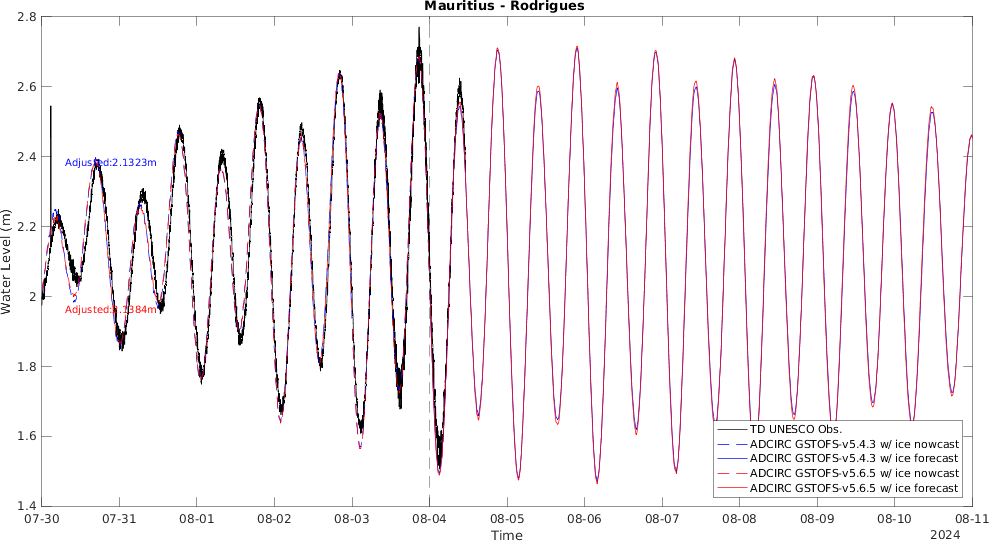 Mauritius - Rodrigues
Water Level (m)
2.8
2.6
2.4
2.2
2
1.8
1.6
1.4
Adjusted:2.1323m
Adjusted:2.1384m
TD UNESCO Obs.
ADCIRC GSTOFS-v5.4.3 w/ ice nowcast
ADCIRC GSTOFS-v5.4.3 w/ ice forecast
ADCIRC GSTOFS-v5.6.5 w/ ice nowcast
ADCIRC GSTOFS-v5.6.5 w/ ice forecast
07-30 07-31 08-01 08-02 08-03 08-04 08-05 08-06 08-07 08-08 08-09 08-10 08-11
Time
2024